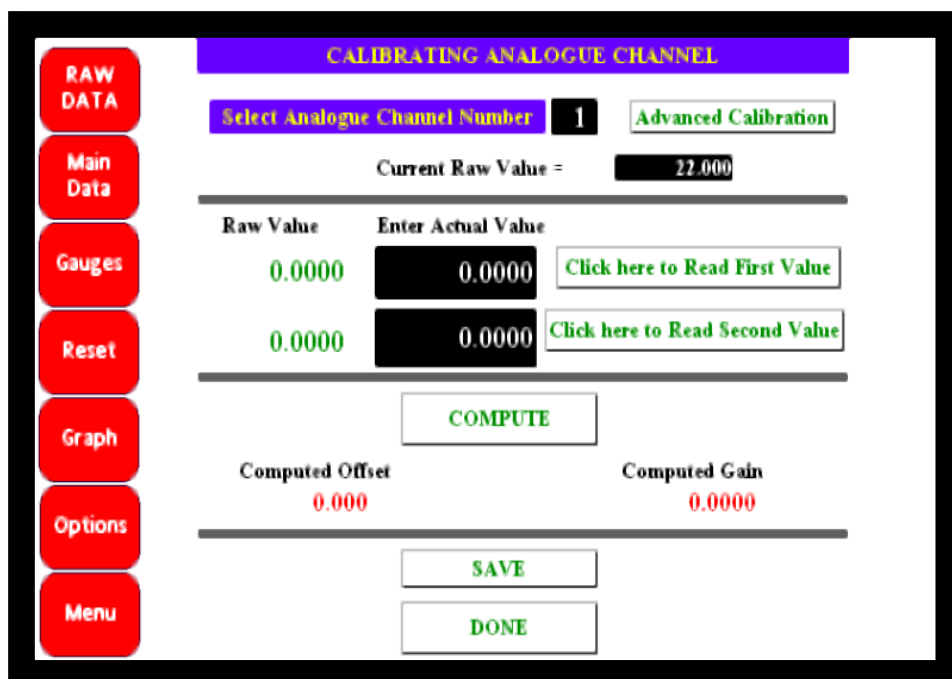 CALIBRATING ANALOGUE CHANNEL
RAW
DATA
Select Analogue Channel Number 1 Advanced Calibration
Main
Data
Current Raw Value = 22.000
Raw Value Enter Actual Value
Gauges
0.0000 0.0000 Click here to Read First Value
Reset
0.0000 0.0000 Click here to Read Second Value
Graph
COMPUTE
Computed Offset Computed Gain
0.000 0.0000
Options
SAVE
Menu
DONE